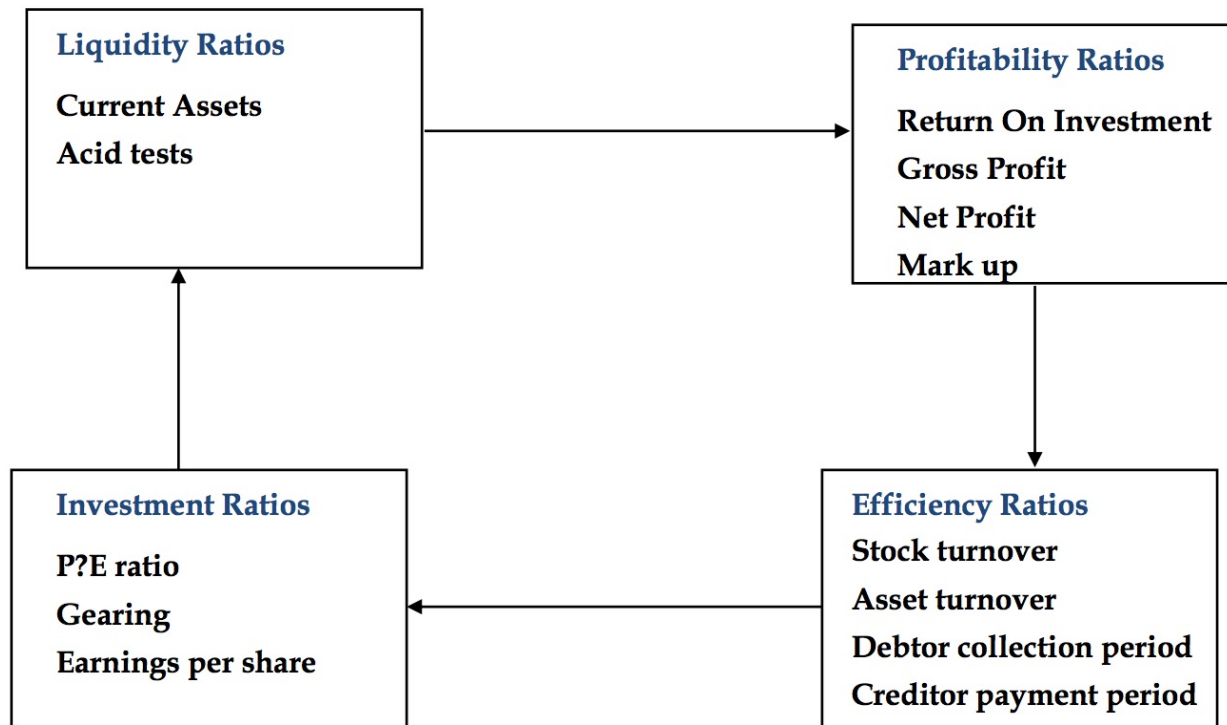 Liquidity Ratios
Current Assets
Acid tests
Profitability Ratios
Return On Investment
Gross Profit
Net Profit
Mark up
Investment Ratios
P?E ratio
Gearing
Earnings per share
Efficiency Ratios
Stock turnover
Asset turnover
Debtor collection period
Creditor payment period